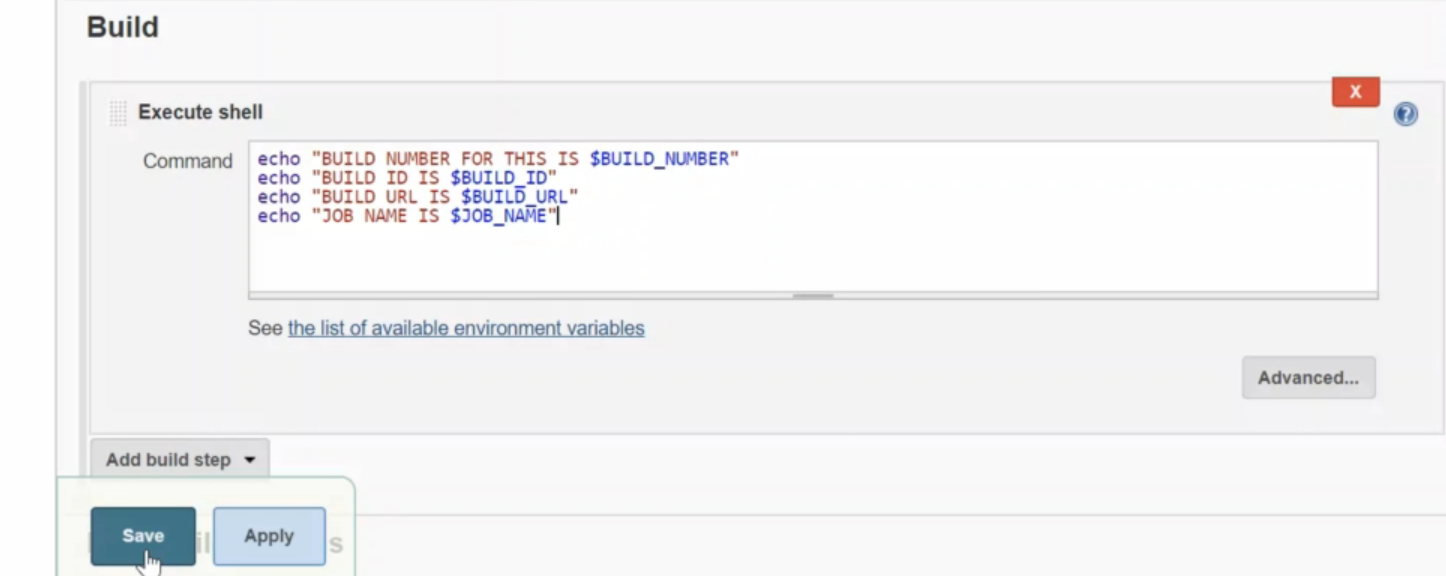 Build
X
Execute shell
Command
echo "BUILD NUMBER FOR THIS IS $BUILD_NUMBER"
echo "BUILD ID IS $BUILD_ID"
echo "BUILD URL IS $BUILD_URL"
echo "JOB NAME IS $JOB_NAME"
See the list of available environment variables
Advanced...
Add build step
Save Apply